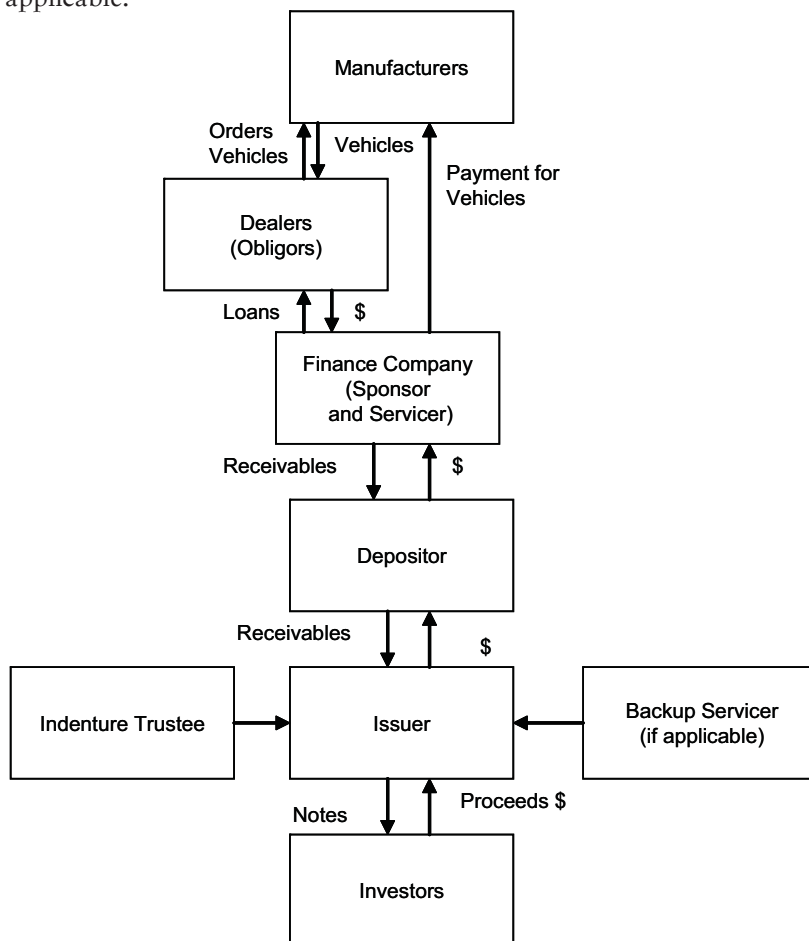 applicable.
Manufacturers
Orders
Vehicles
Vehicles
Payment for
Vehicles
Dealers
(Obligors)
Loans
$
Finance Company
(Sponsor
and Servicer)
Receivables
$
Depositor
Receivables
$
Indenture Trustee
Issuer
Backup Servicer
(if applicable)
Notes
Proceeds $
Investors